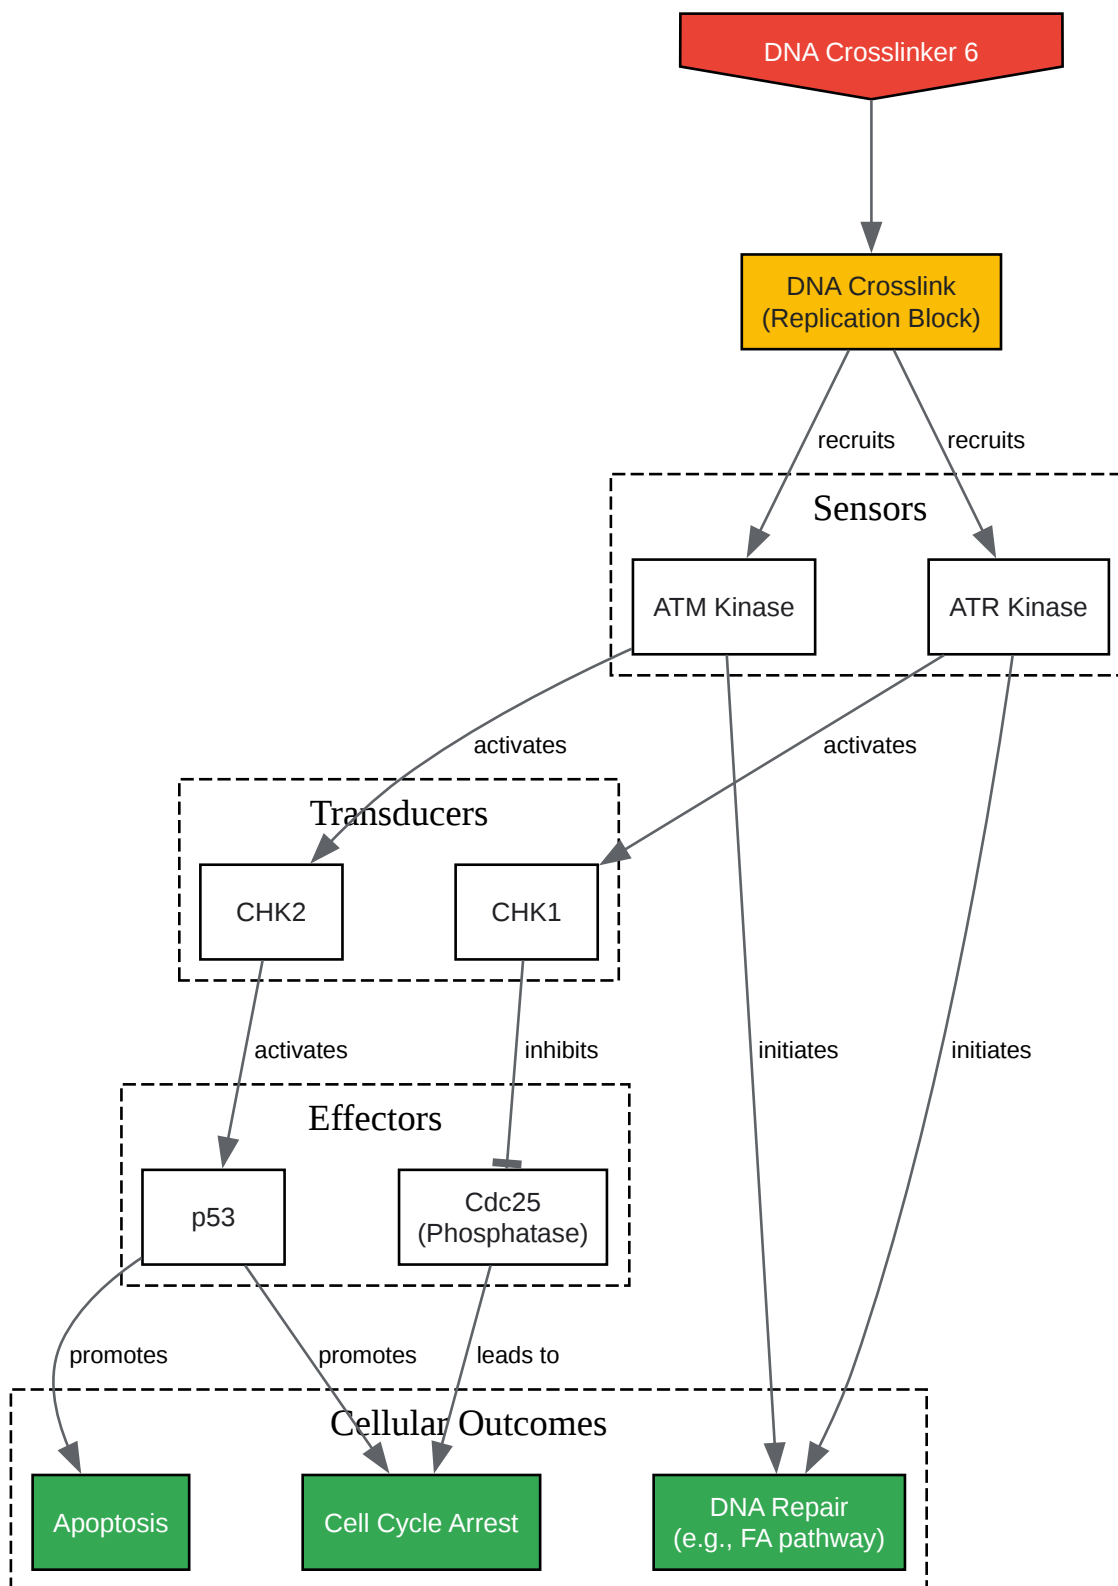 DNA Crosslinker 6
DNA Crosslink
(Replication Block)
recruits
recruits
Sensors
ATM Kinase
ATR Kinase
activates
activates
Transducers
CHK2
CHK1
activates
inhibits
initiates
initiates
Effectors
p53
Cdc25
(Phosphatase)
promotes
promotes
leads to
Cellular Outcomes
Apoptosis
Cell Cycle Arrest
DNA Repair
(e.g., FA pathway)